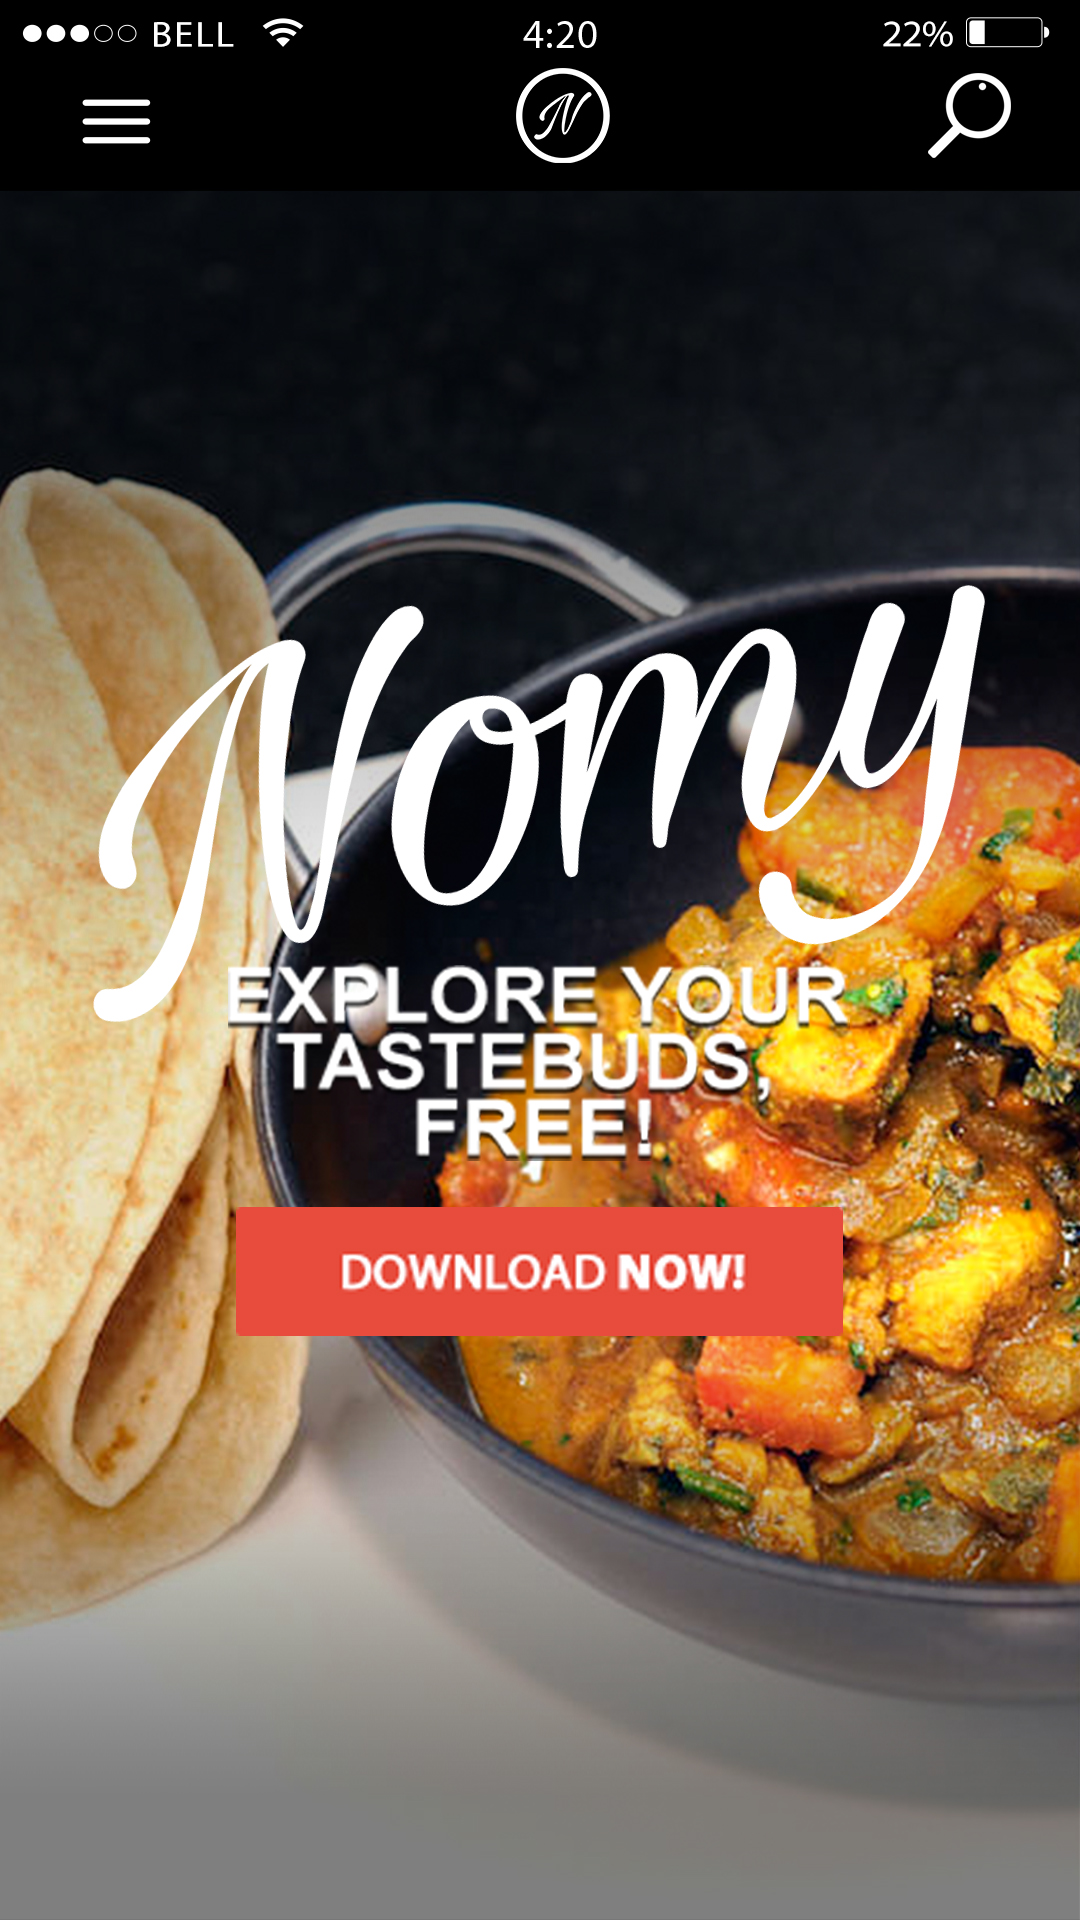 BELL 4:20 22%
N
Nomy
EXPLORE YOUR
TASTEBUDS,
FREE!
DOWNLOAD NOW!